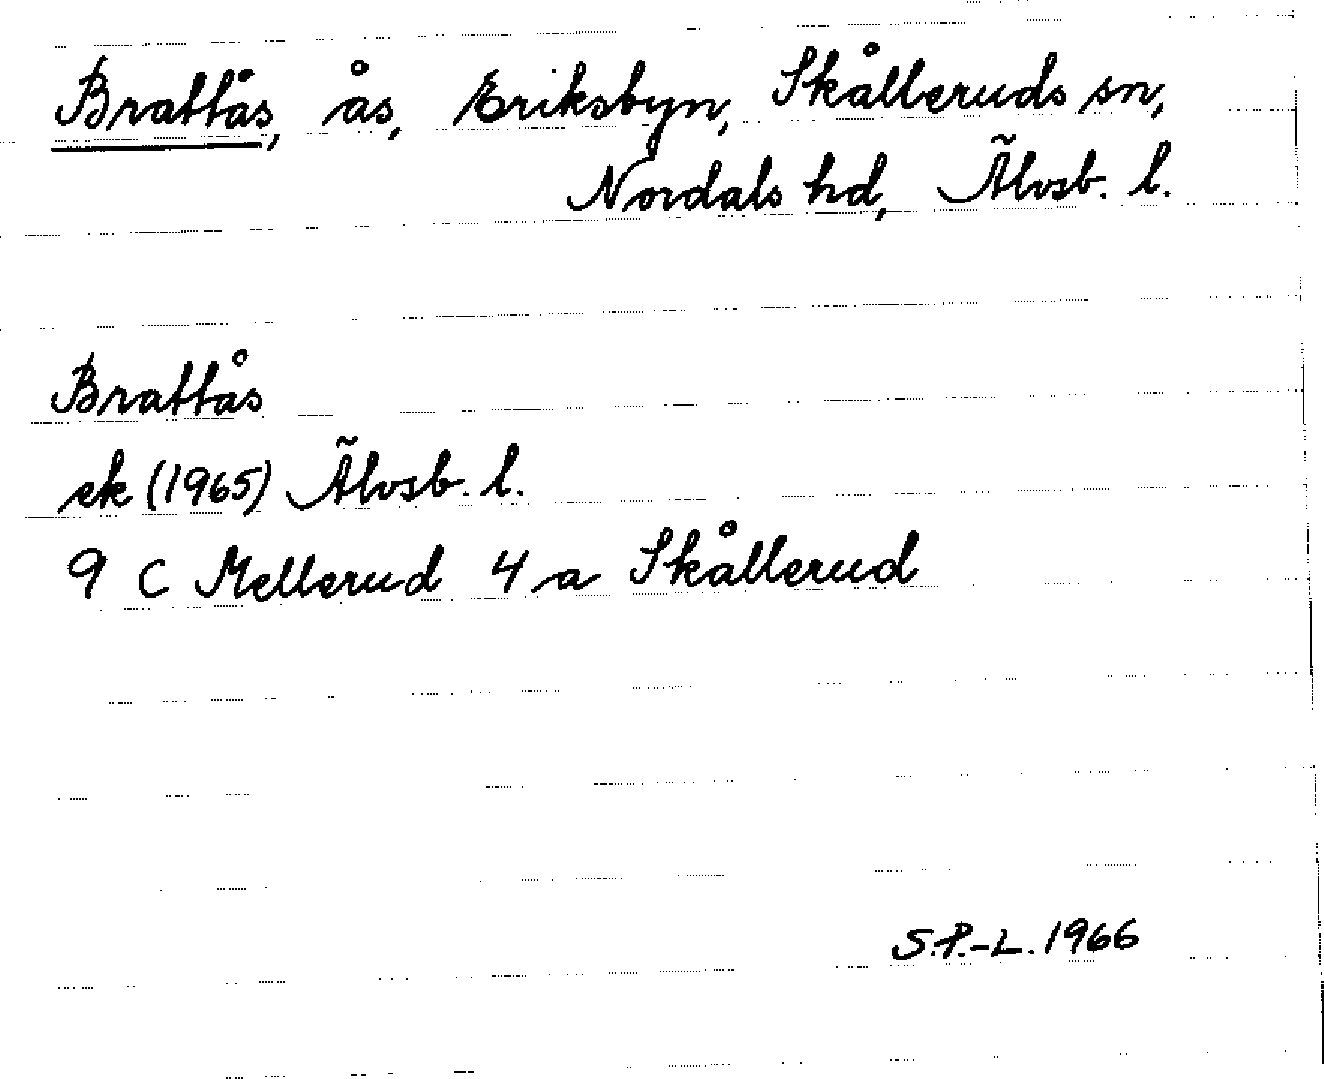 Brattås, ås, Eriksbyn, Skålleruds sn,
Nordals hd, Älvsb. l.
Brattås
ek (1965) Älvsb. l.
9 C Mellerud 4 a Skållerud
S.P.-L. 1966